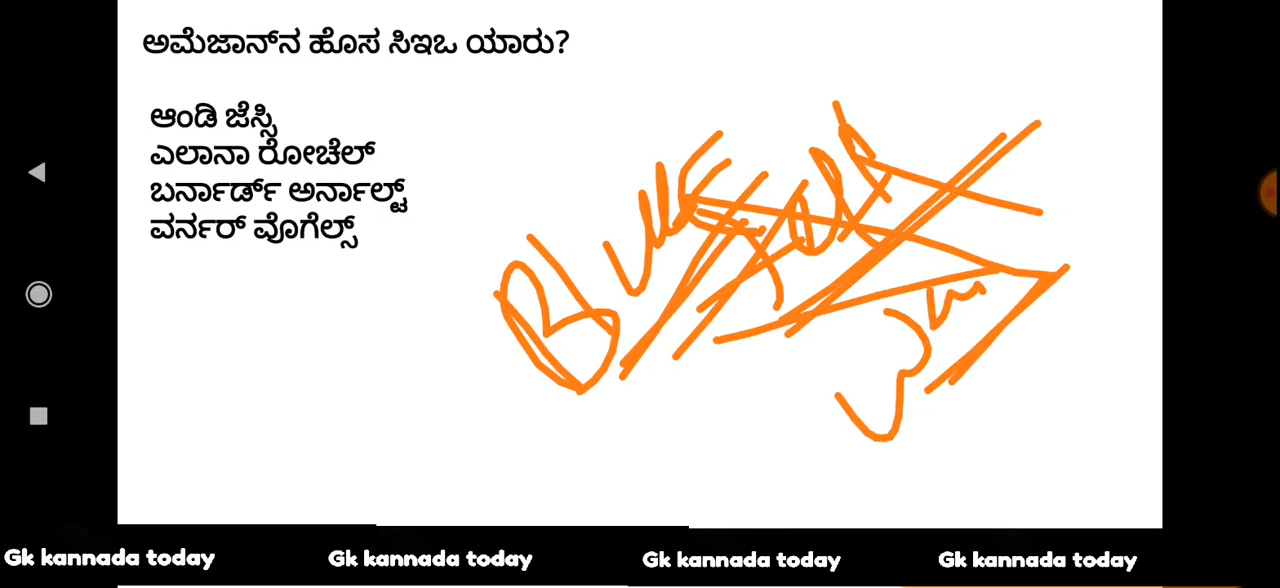 ಅಮೆಜಾನ್‌ನ ಹೊಸ ಸಿಇಒ ಯಾರು?
ಆಂಡಿ ಜೆಸ್ಸಿ
ಎಲಾನಾ ರೋಚೆಲ್
ಬರ್ನಾರ್ಡ್ ಅರ್ನಾಲ್ಟ್
ವರ್ನರ್ ವೊಗೆಲ್ಸ್
Gk kannada today Gk kannada today Gk kannada today Gk kannada today